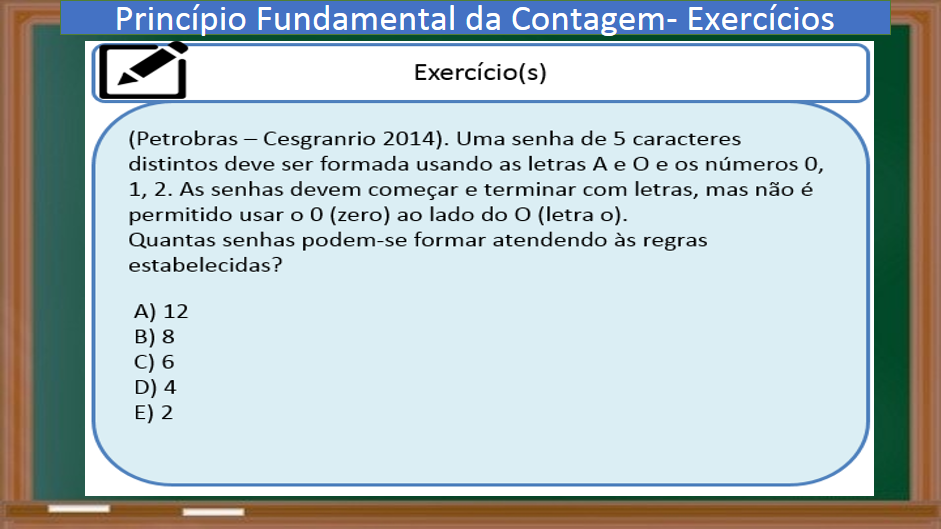 Princípio Fundamental da Contagem- Exercícios
Exercício(s)
(Petrobras – Cesgranrio 2014). Uma senha de 5 caracteres
distintos deve ser formada usando as letras A e O e os números 0,
1, 2. As senhas devem começar e terminar com letras, mas não é
permitido usar o 0 (zero) ao lado do O (letra o).
Quantas senhas podem-se formar atendendo às regras
estabelecidas?
A) 12
B) 8
C) 6
D) 4
E) 2